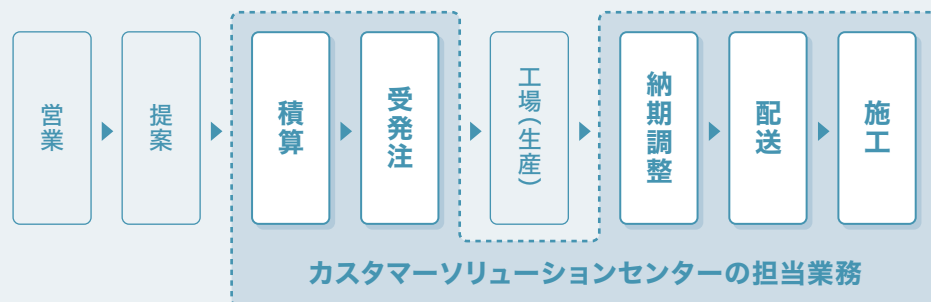 営業
提案
積算
受発注
工場(生産)
納期調整
配送
施工
カスタマーソリューションセンターの担当業務